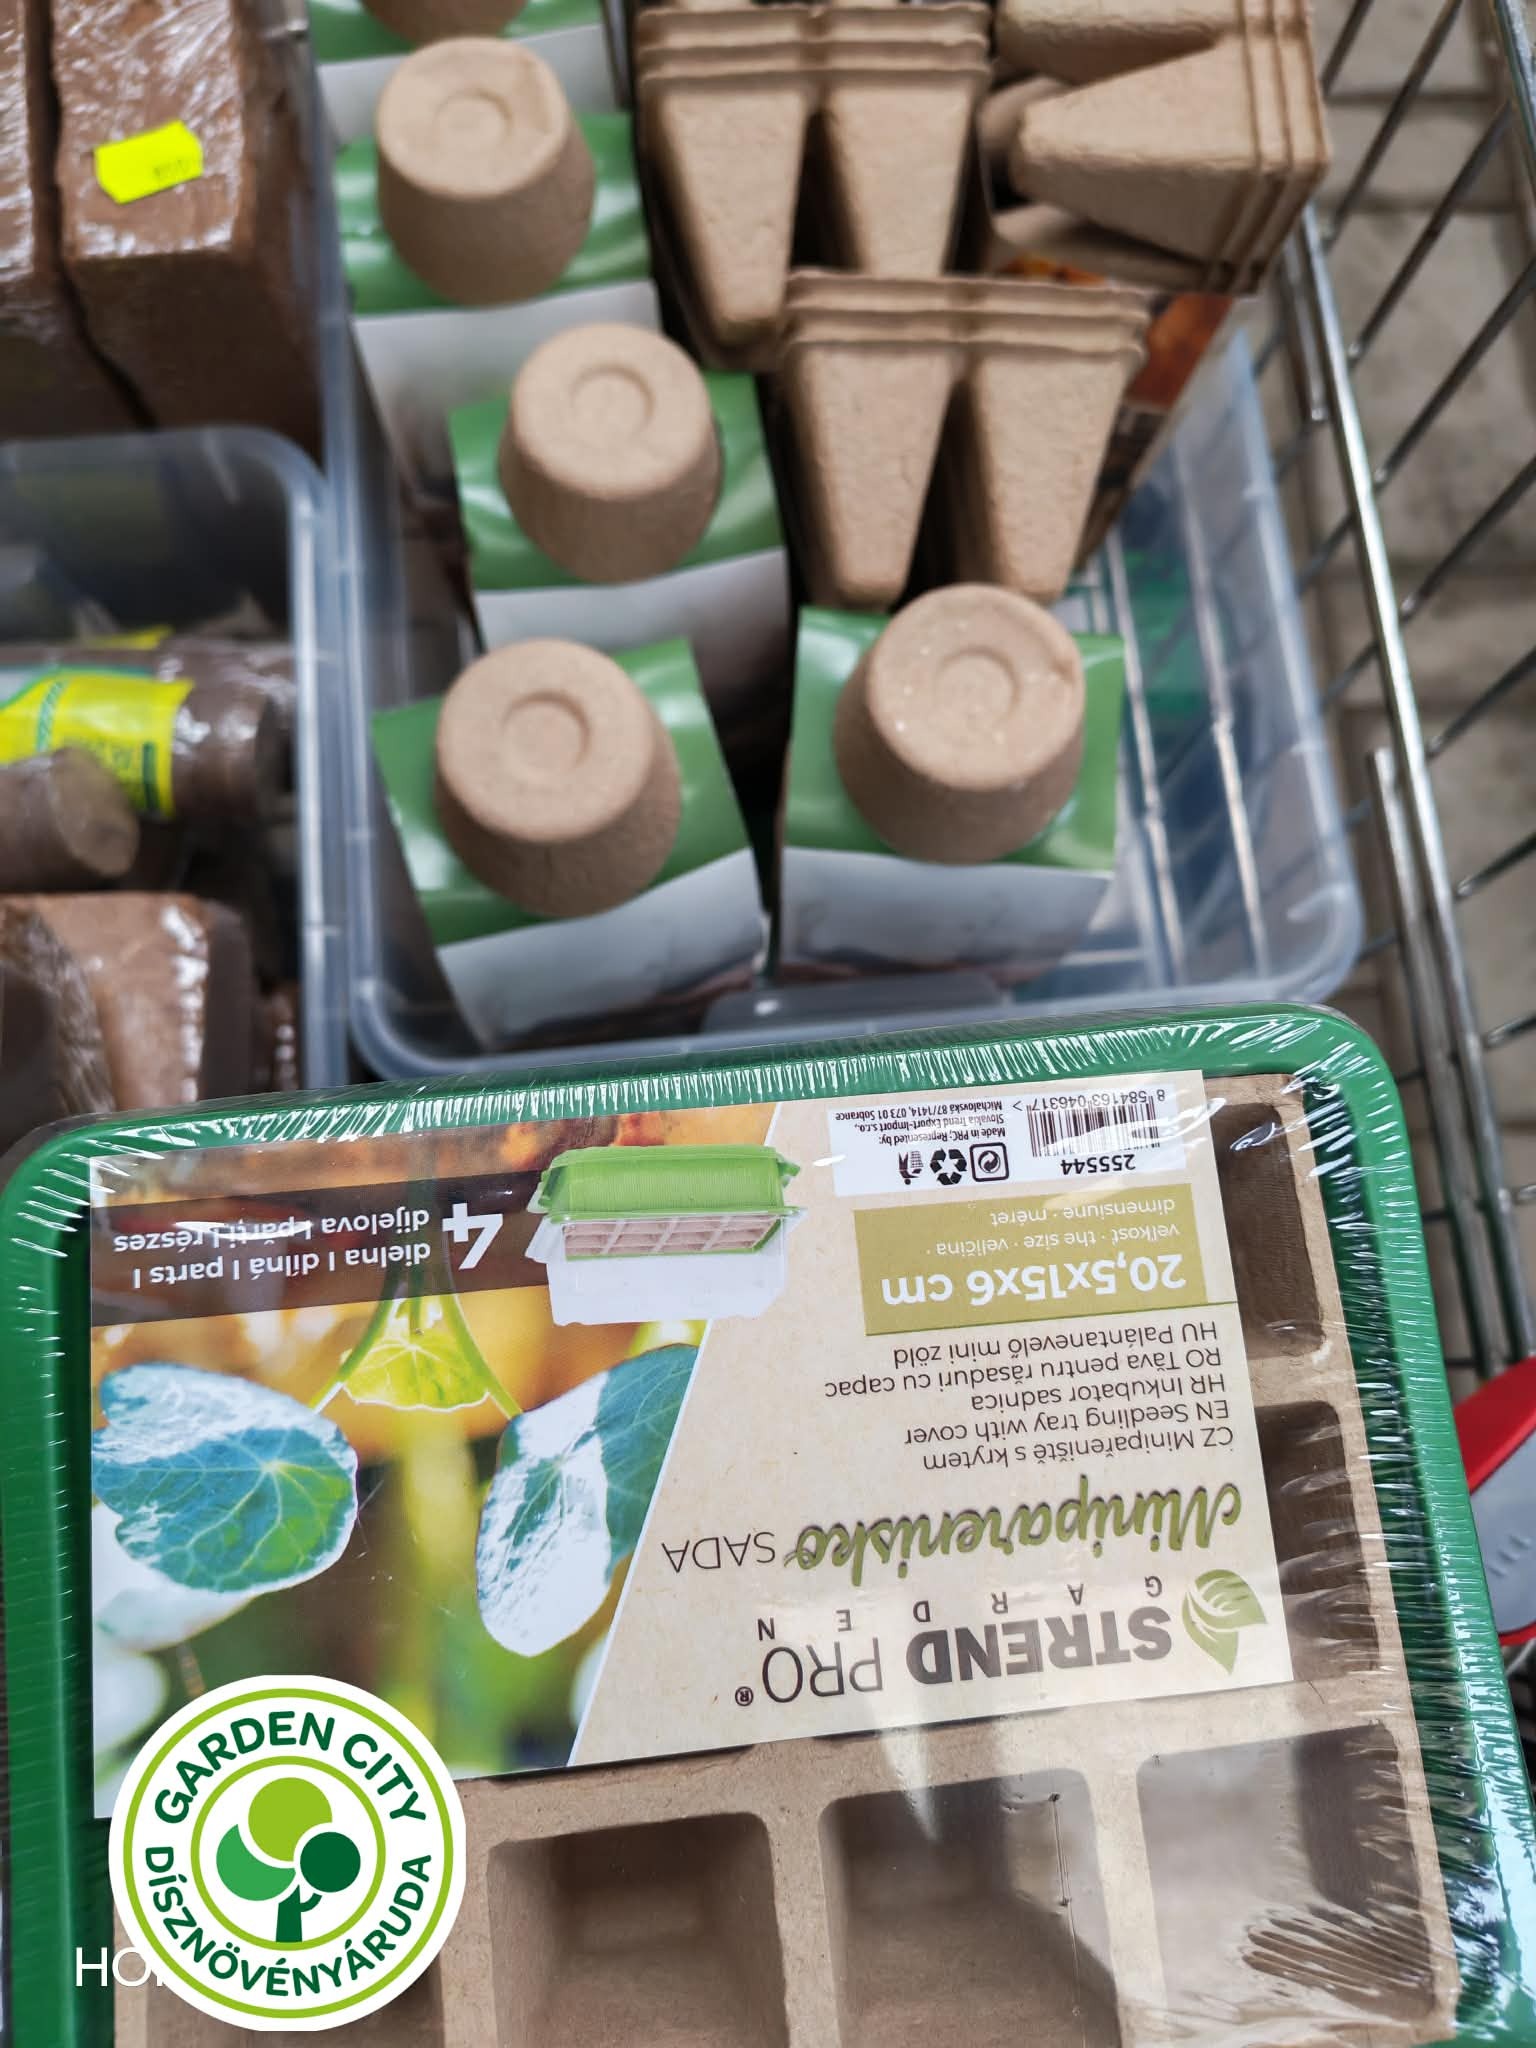 STREND PRO®
GARDEN
Miniparenisko SADA
CZ Minipařeniště s krytem
EN Seedling tray with cover
HR Inkubator sadnica
RO Tăva pentru răsaduri cu capac
HU Palántanevelő mini zöld
20,5x15x6 cm
veľkosť · the size · veličina ·
dimensiune · méret
255544
8 584163 046317 >
Made in PRC; Represented by:
Slovakia Trend Export-Import s.r.o.,
Michalovská 87/1414, 073 01 Sobrance
4
dielna | dílná | parts |
dijelova | părți | részes
GARDEN CITY
DÍSZNÖVÉNYÁRUDA